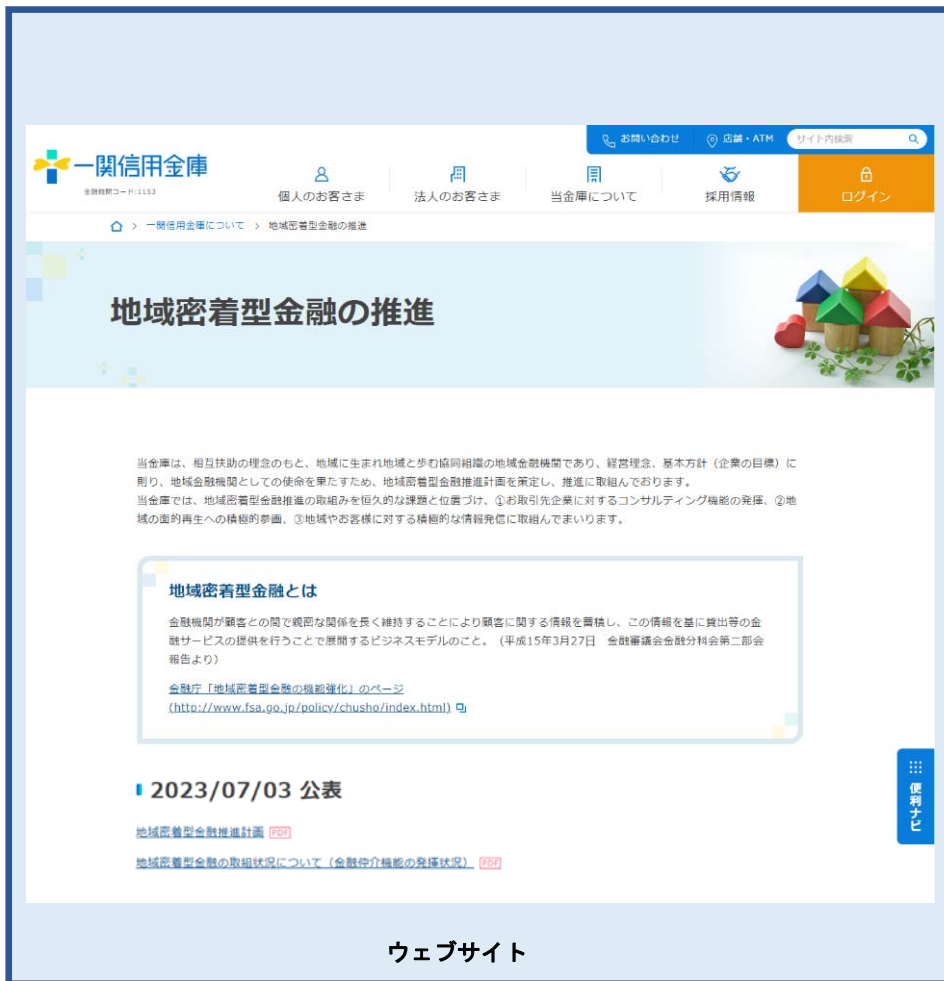 お問い合わせ
店舗・ATM
サイト内検索
一関信用金庫
金融機関コード:1153
個人のお客さま
法人のお客さま
当金庫について
採用情報
ログイン
> 一関信用金庫について > 地域密着型金融の推進
地域密着型金融の推進
当金庫は、相互扶助の理念のもと、地域に生まれ地域と歩む協同組織の地域金融機関であり、経営理念、基本方針（企業の目標）に
則り、地域金融機関としての使命を果たすため、地域密着型金融推進計画を策定し、推進に取組んでおります。
当金庫では、地域密着型金融推進の取組みを恒久的な課題と位置づけ、①お取引先企業に対するコンサルティング機能の発揮、②地
域の面的再生への積極的参画、③地域やお客様に対する積極的な情報発信に取組んでまいります。
地域密着型金融とは
金融機関が顧客との間で親密な関係を長く維持することにより顧客に関する情報を蓄積し、この情報を基に貸出等の金
融サービスの提供を行うことで展開するビジネスモデルのこと。（平成15年3月27日　金融審議会金融分科会第二部会
報告より）
金融庁「地域密着型金融の機能強化」のページ
(http://www.fsa.go.jp/policy/chusho/index.html)
便利ナビ
2023/07/03 公表
地域密着型金融推進計画 PDF
地域密着型金融の取組状況について（金融仲介機能の発揮状況） PDF
ウェブサイト